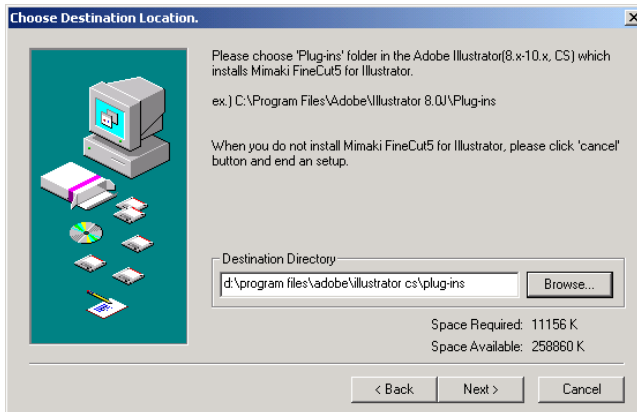 Choose Destination Location.
Please choose 'Plug-ins' folder in the Adobe Illustrator(8.x-10.x, CS) which
installs Mimaki FineCut5 for Illustrator.
ex.) C:\Program Files\Adobe\Illustrator 8.0J\Plug-ins
When you do not install Mimaki FineCut5 for Illustrator, please click 'cancel'
button and end an setup.
Destination Directory
d:\program files\adobe\illustrator cs\plug-ins
Browse...
Space Required: 11156 K
Space Available: 258860 K
< Back
Next >
Cancel